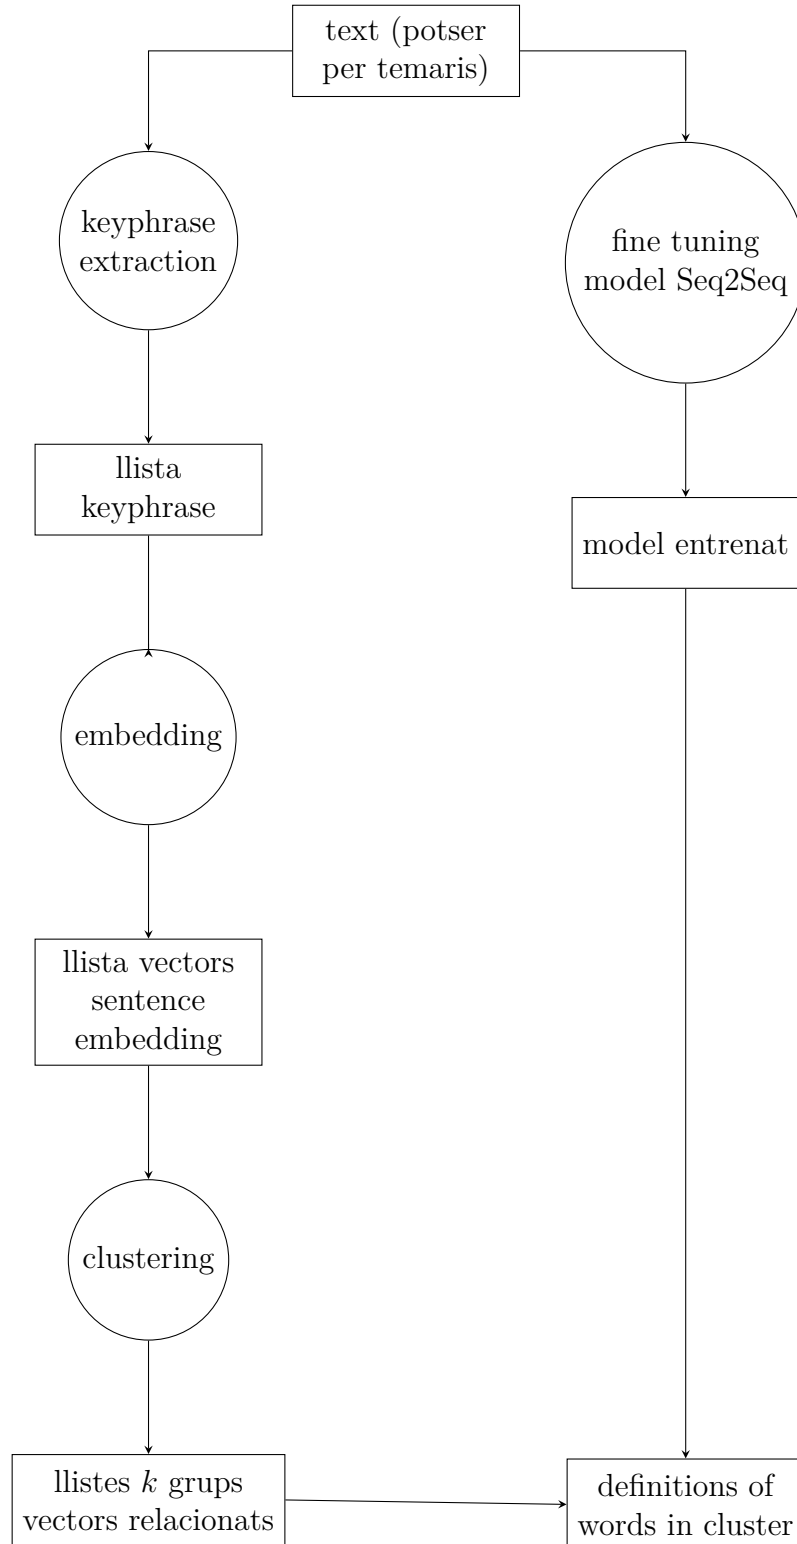 text (potser
per temaris)
keyphrase
extraction
fine tuning
model Seq2Seq
llista
keyphrase
model entrenat
embedding
llista vectors
sentence
embedding
clustering
llistes k grups
vectors relacionats
definitions of
words in cluster